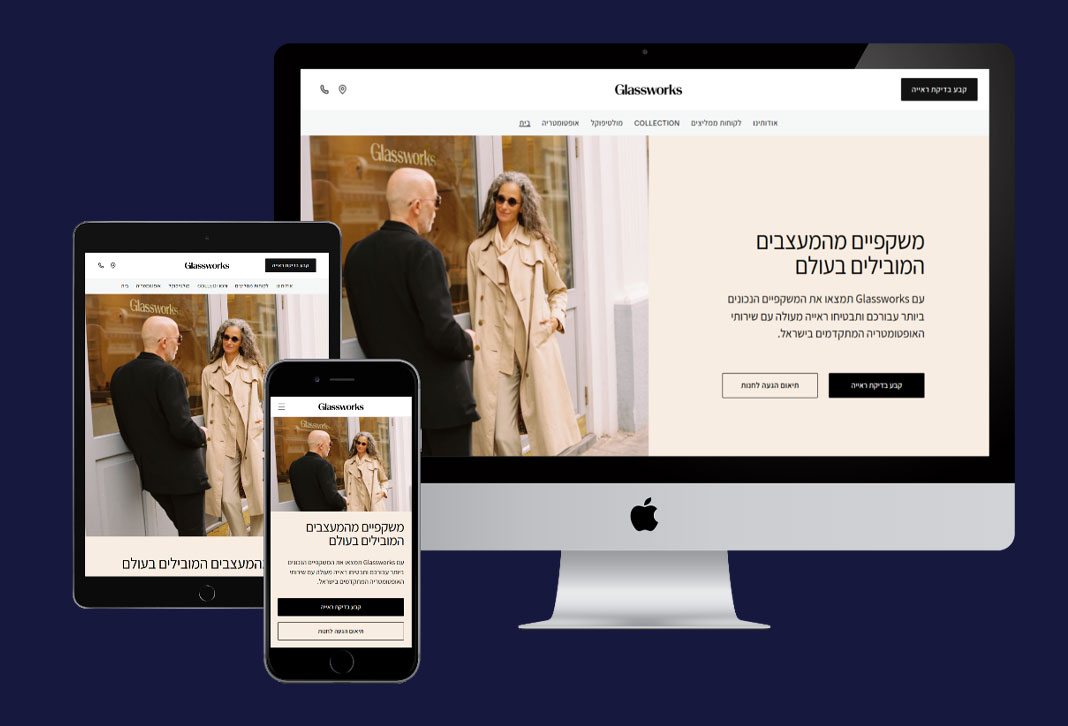 Glassworks
קבע בדיקת ראייה
בית
אופטומטריה
מולטיפוקל
COLLECTION
לקוחות ממליצים
אודותינו
Glassworks
משקפיים מהמעצבים
המובילים בעולם
עם Glassworks תמצאו את המשקפיים הנכונים
ביותר עבורכם ותבטיחו ראייה מעולה עם שירותי
האופטומטריה המתקדמים בישראל.
קבע בדיקת ראייה
תיאום הגעה לחנות
Glassworks
קבע בדיקת ראייה
בית
אופטומטריה
מולטיפוקל
COLLECTION
לקוחות ממליצים
אודותינו
Glassworks
המעצבים המובילים בעולם
Glassworks
Glassworks
משקפיים מהמעצבים
המובילים בעולם
עם Glassworks תמצאו את המשקפיים הנכונים
ביותר עבורכם ותבטיחו ראייה מעולה עם שירותי
האופטומטריה המתקדמים בישראל.
קבע בדיקת ראייה
תיאום הגעה לחנות